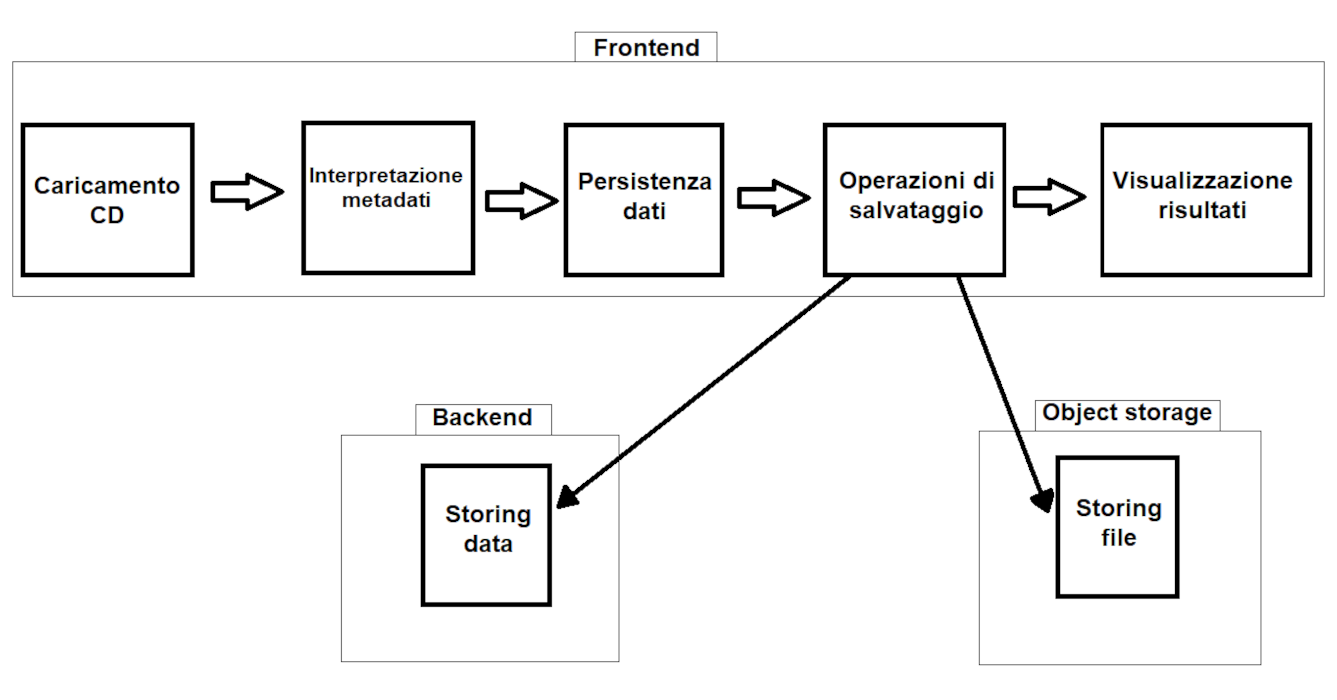 Frontend
Caricamento
CD
Interpretazione
metadati
Persistenza
dati
Operazioni di
salvataggio
Visualizzazione
risultati
Backend
Storing
data
Object storage
Storing
file